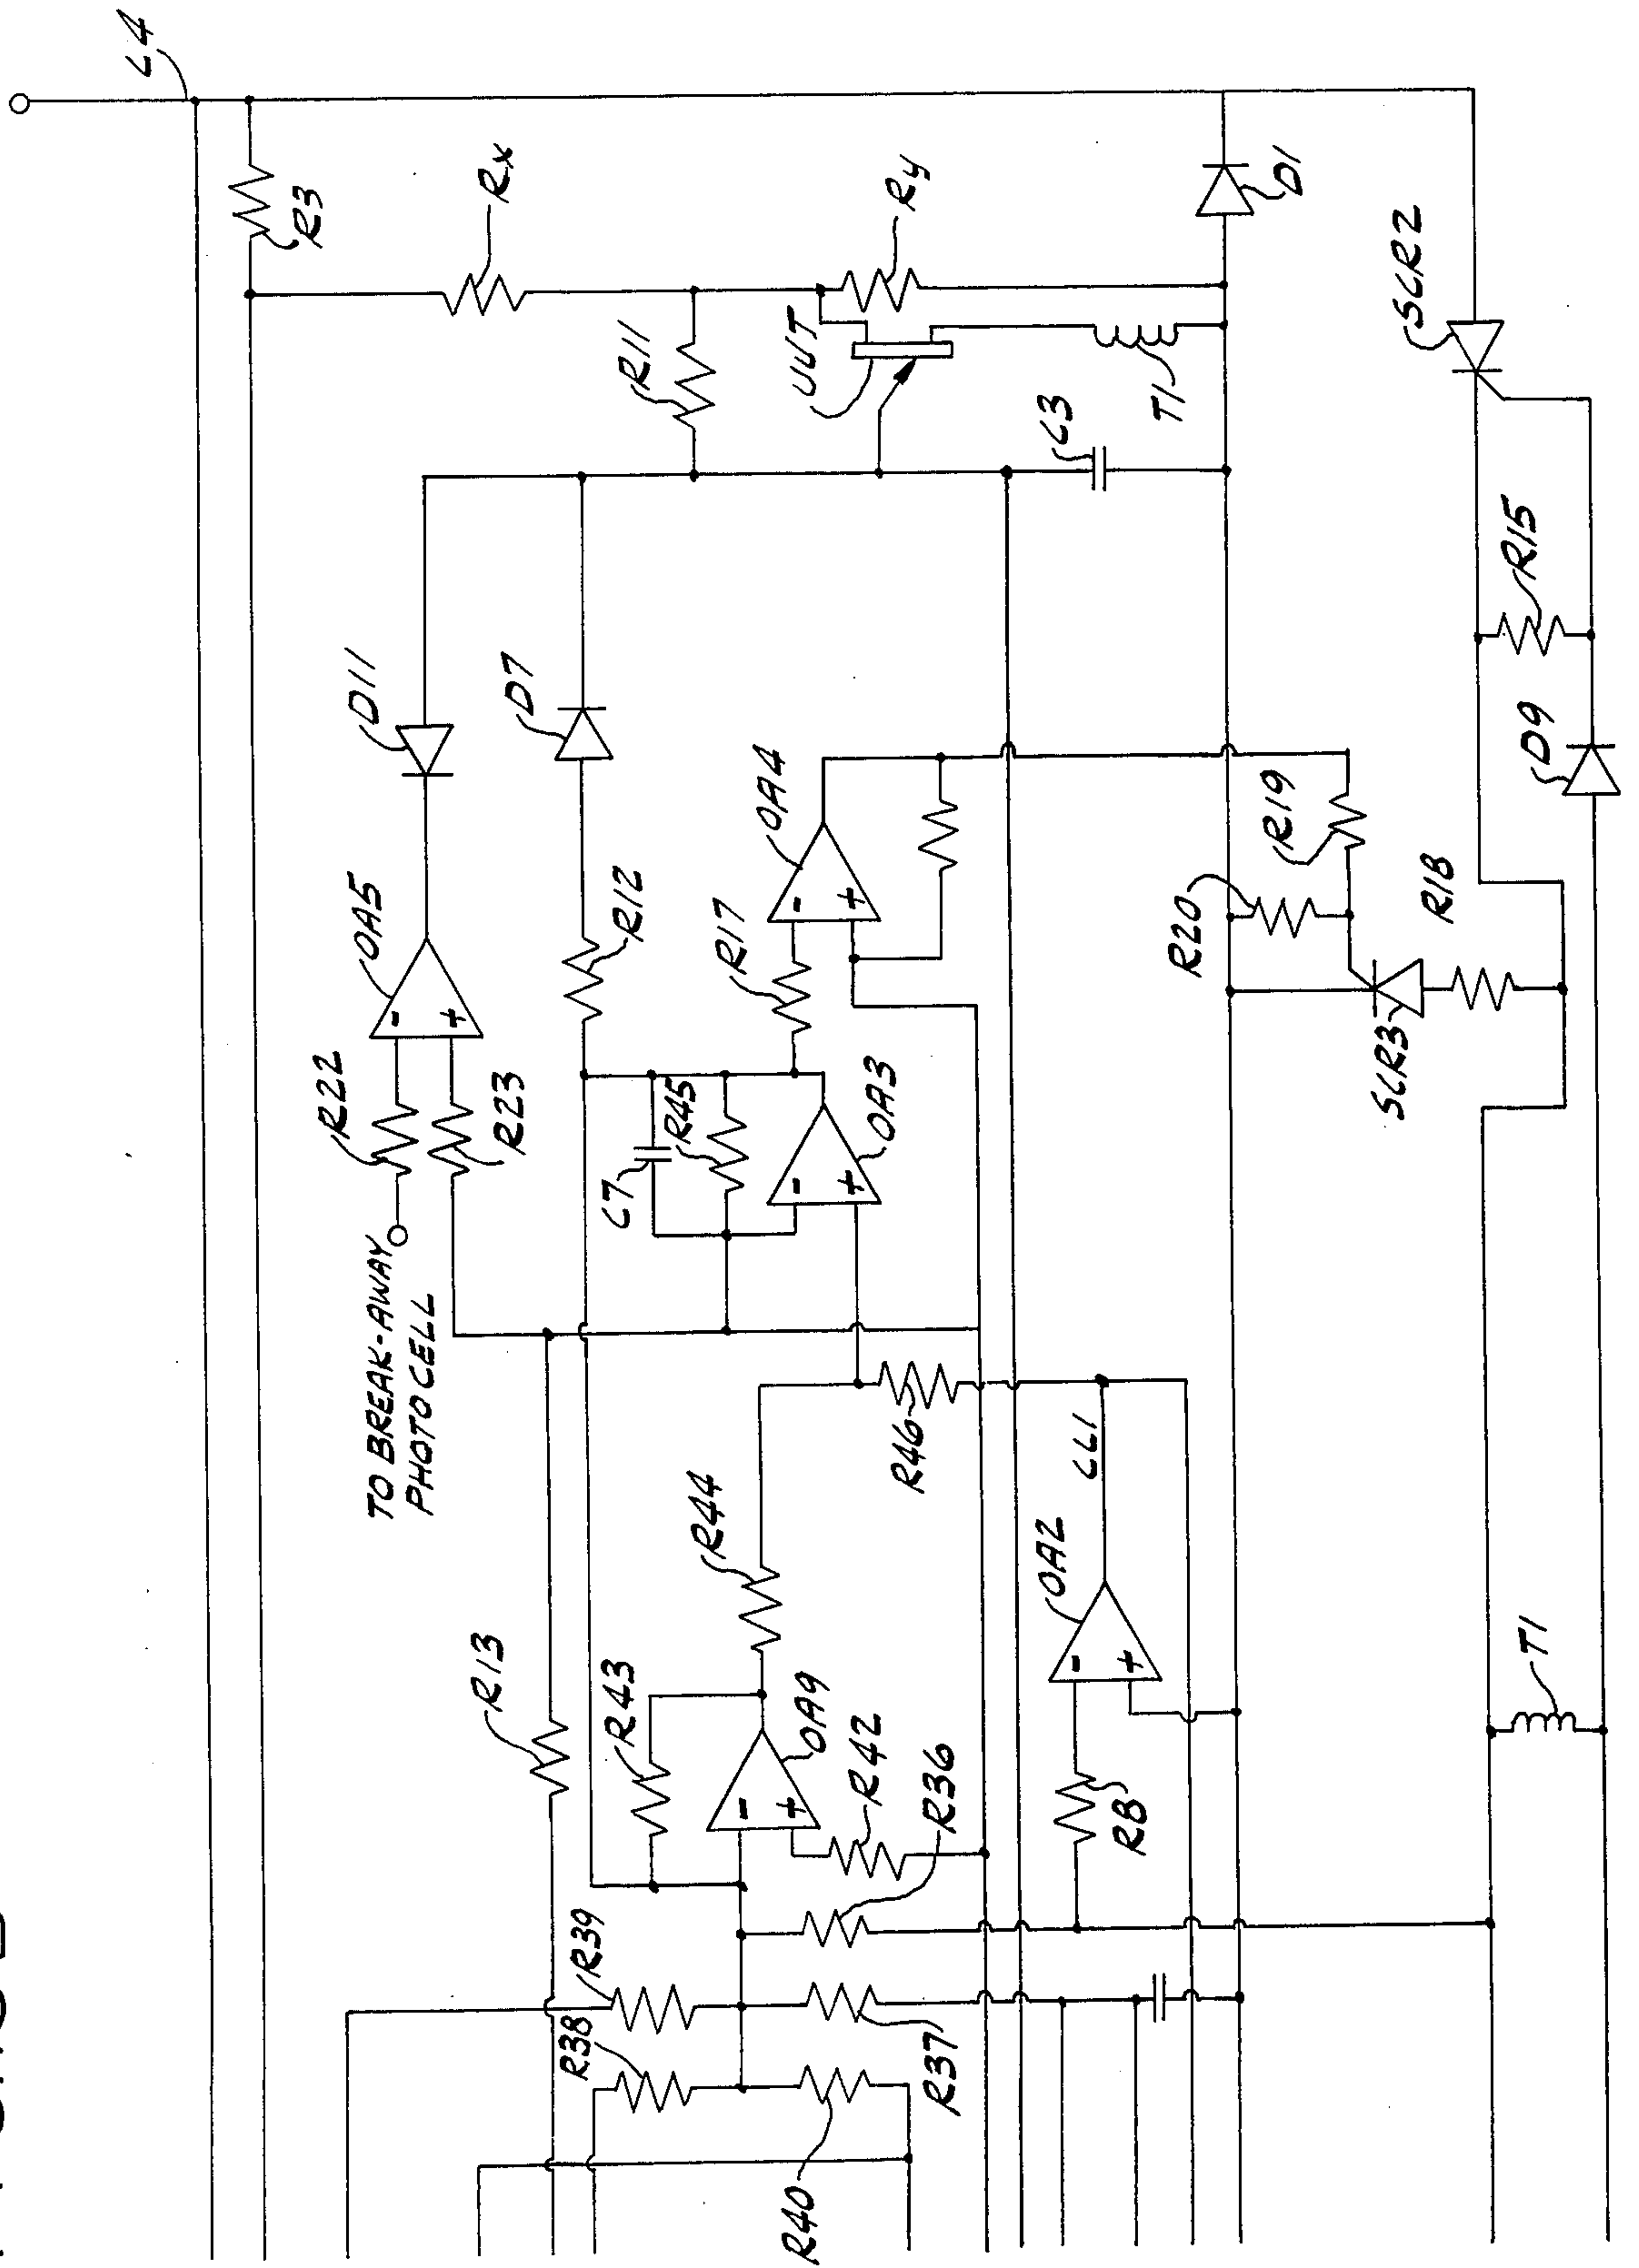 L4
R3
Rx
Ry
R11
UJT
T1
C3
D1
SCR2
R15
D9
D11
D7
OA5
OA4
R12
R17
R19
R20
R18
SCR3
R22
R23
C7
R45
OA3
TO BREAK-AWAY
PHOTOCELL
R46
CL1
R44
OA2
R13
R43
OA9
R42
R36
R8
T1
R39
R38
R37
R40
-
+
-
+
-
+
-
+
-
+